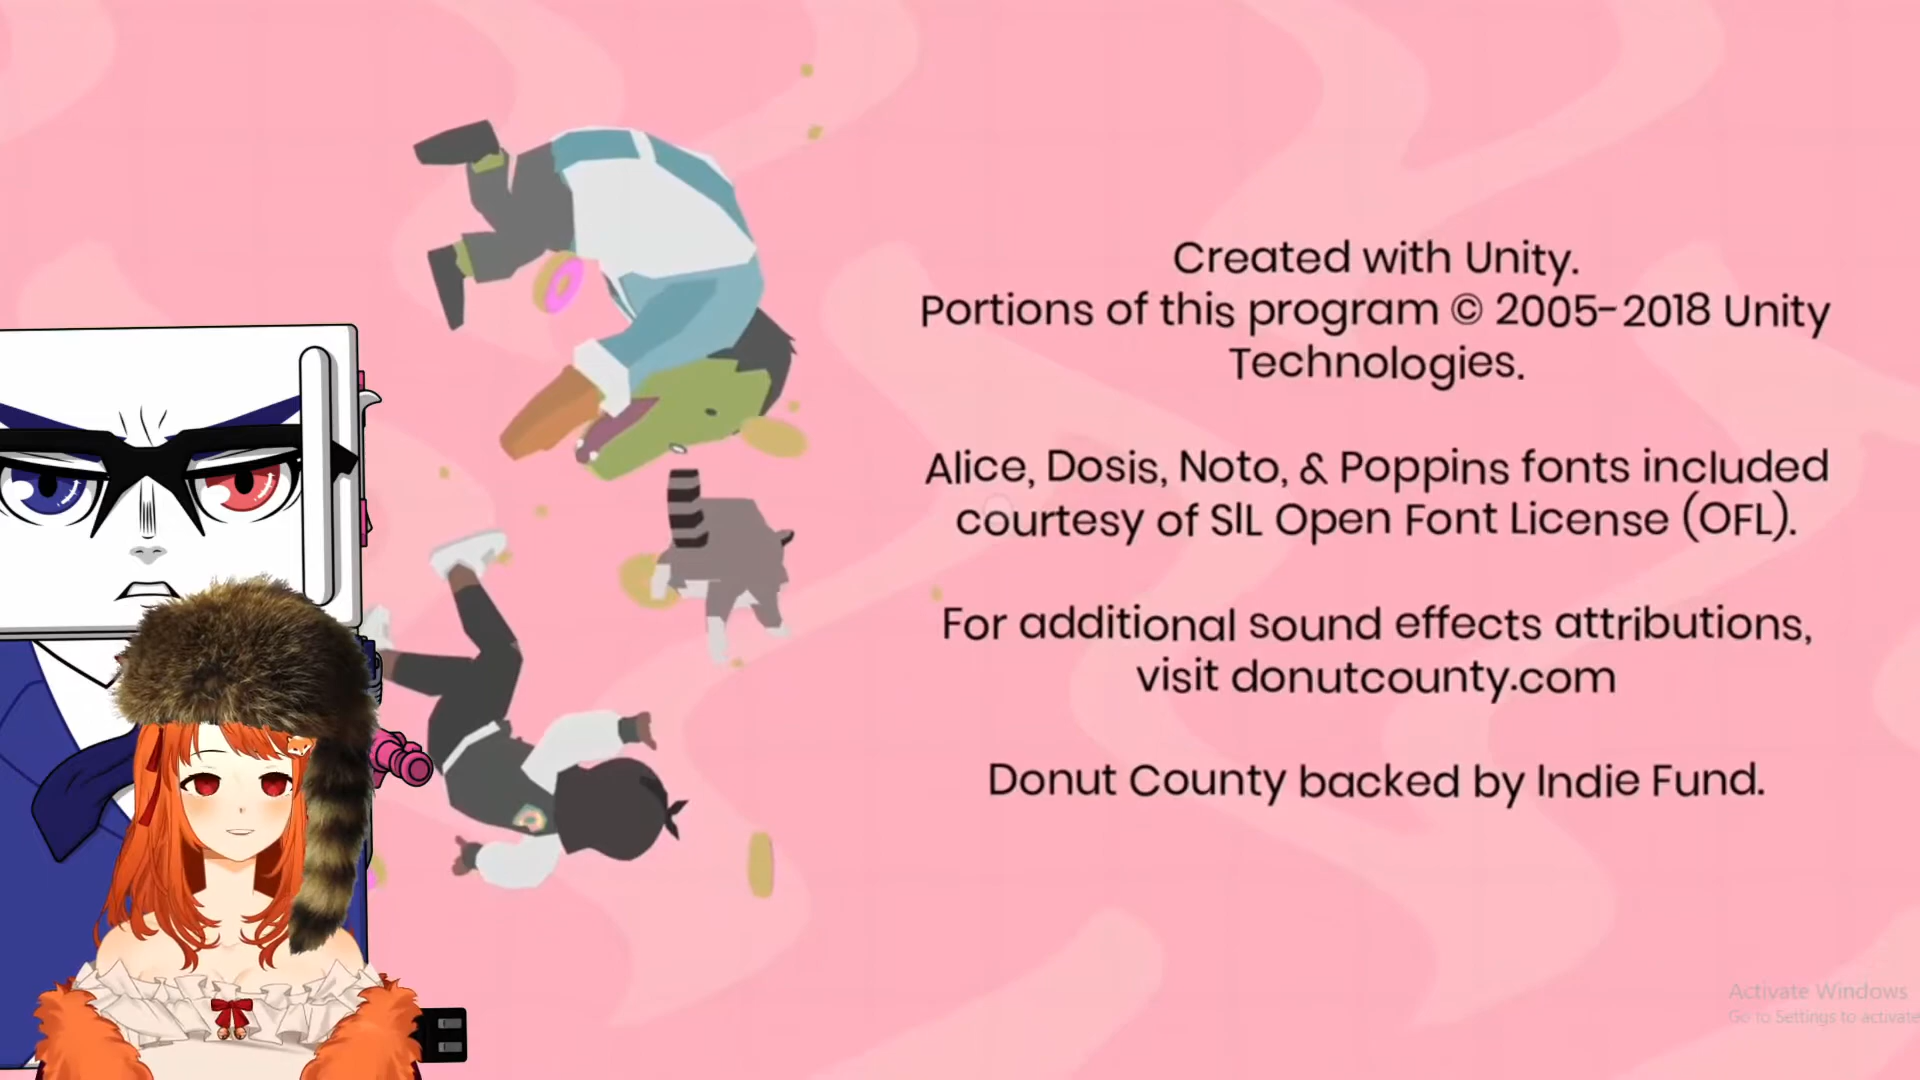 Created with Unity.
Portions of this program © 2005-2018 Unity
Technologies.
Alice, Dosis, Noto, & Poppins fonts included
courtesy of SIL Open Font License (OFL).
For additional sound effects attributions,
visit donutcounty.com
Donut County backed by Indie Fund.
Activate Windows
Go to Settings to activate